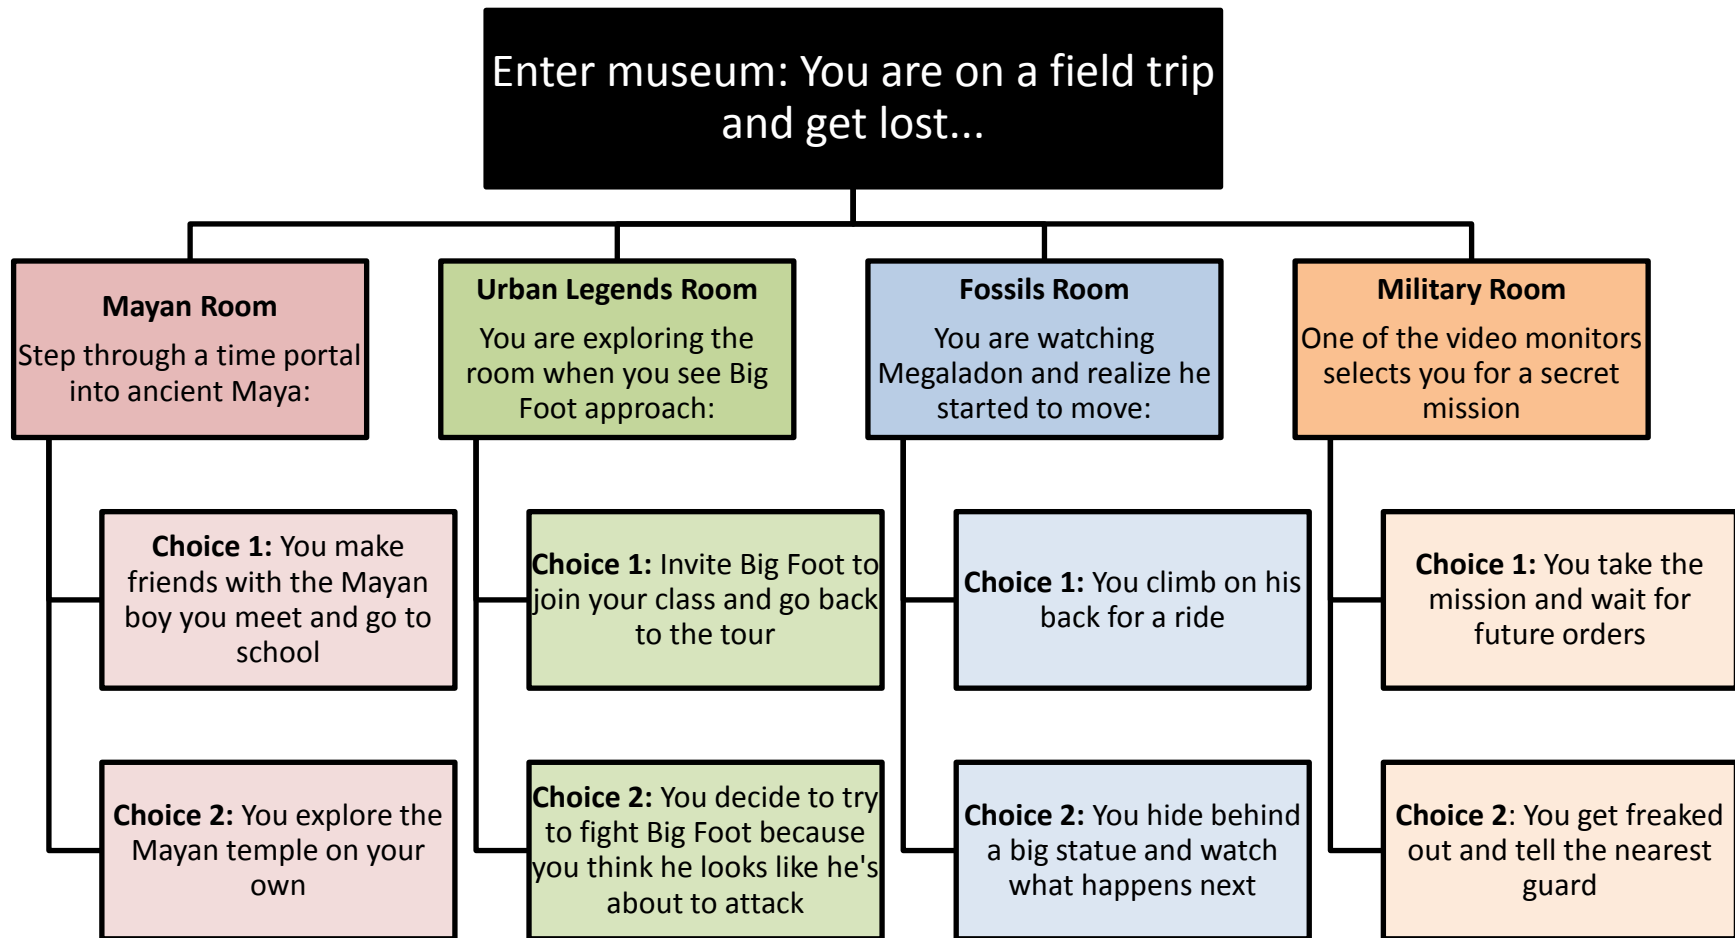 Enter museum: You are on a field trip
and get lost...
Mayan Room
Step through a time portal
into ancient Maya:
Choice 1: You make
friends with the Mayan
boy you meet and go to
school
Choice 2: You explore the
Mayan temple on your
own
Urban Legends Room
You are exploring the
room when you see Big
Foot approach:
Choice 1: Invite Big Foot to
join your class and go back
to the tour
Choice 2: You decide to try
to fight Big Foot because
you think he looks like he's
about to attack
Fossils Room
You are watching
Megaladon and realize he
started to move:
Choice 1: You climb on his
back for a ride
Choice 2: You hide behind
a big statue and watch
what happens next
Military Room
One of the video monitors
selects you for a secret
mission
Choice 1: You take the
mission and wait for
future orders
Choice 2: You get freaked
out and tell the nearest
guard